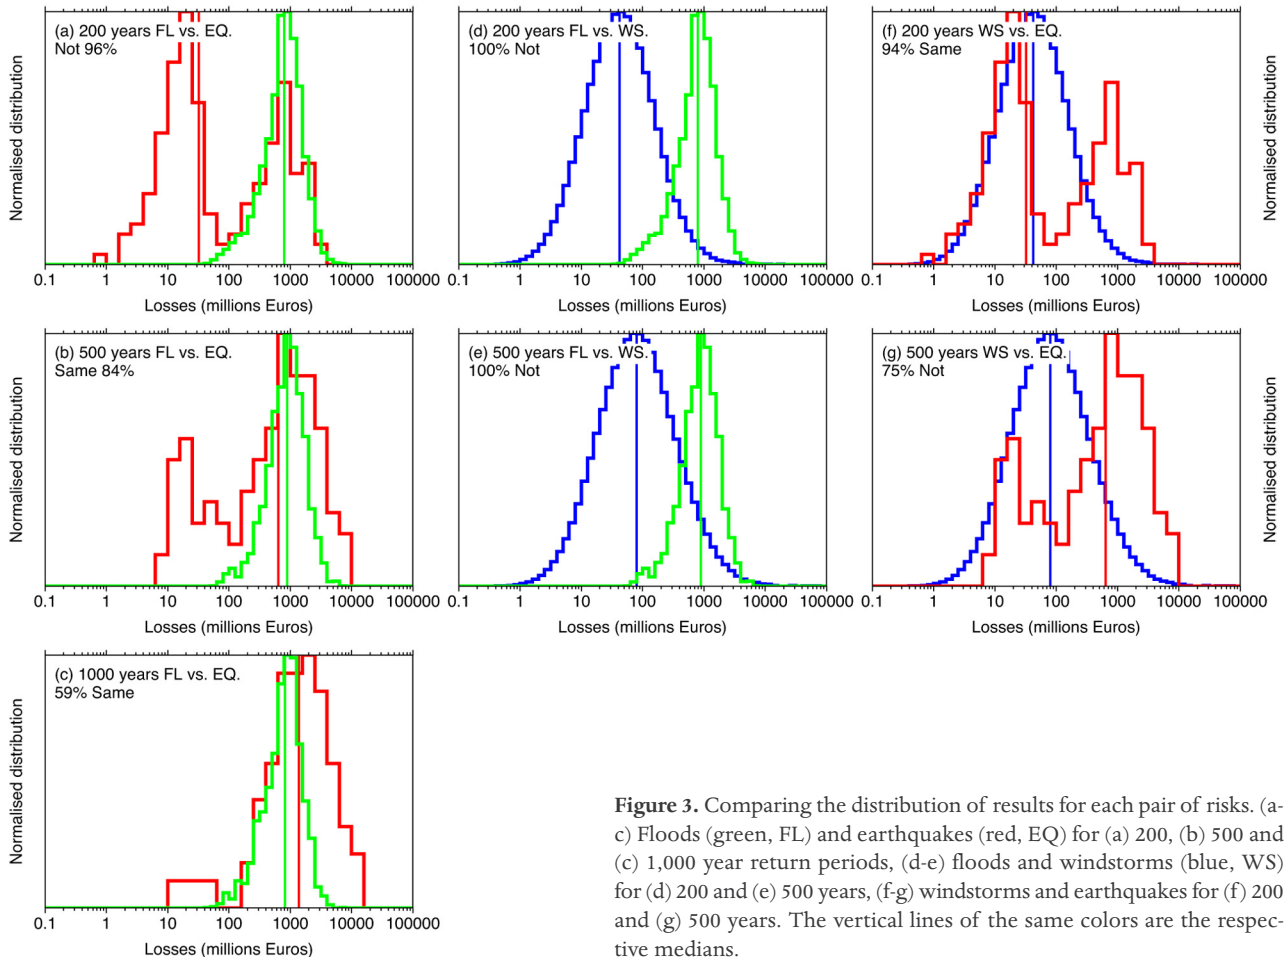 (a) 200 years FL vs. EQ.
Not 96%
Normalised distribution
0.1 1 10 100 1000 10000 100000
Losses (millions Euros)
(d) 200 years FL vs. WS.
100% Not
0.1 1 10 100 1000 10000 100000
Losses (millions Euros)
(f) 200 years WS vs. EQ.
94% Same
Normalised distribution
0.1 1 10 100 1000 10000 100000
Losses (millions Euros)
(b) 500 years FL vs. EQ.
Same 84%
Normalised distribution
0.1 1 10 100 1000 10000 100000
Losses (millions Euros)
(e) 500 years FL vs. WS.
100% Not
0.1 1 10 100 1000 10000 100000
Losses (millions Euros)
(g) 500 years WS vs. EQ.
75% Not
Normalised distribution
0.1 1 10 100 1000 10000 100000
Losses (millions Euros)
(c) 1000 years FL vs. EQ.
59% Same
Normalised distribution
0.1 1 10 100 1000 10000 100000
Losses (millions Euros)
Figure 3. Comparing the distribution of results for each pair of risks. (a-
c) Floods (green, FL) and earthquakes (red, EQ) for (a) 200, (b) 500 and
(c) 1,000 year return periods, (d-e) floods and windstorms (blue, WS)
for (d) 200 and (e) 500 years, (f-g) windstorms and earthquakes for (f) 200
and (g) 500 years. The vertical lines of the same colors are the respec-
tive medians.